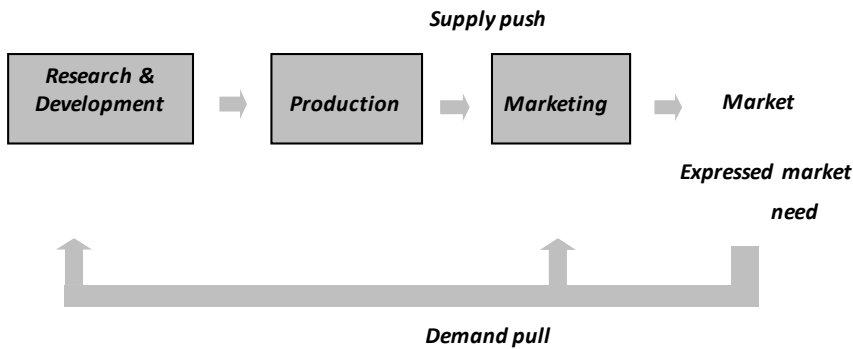 Supply push
Research &
Development
Production
Marketing
Market
Expressed market
need
Demand pull